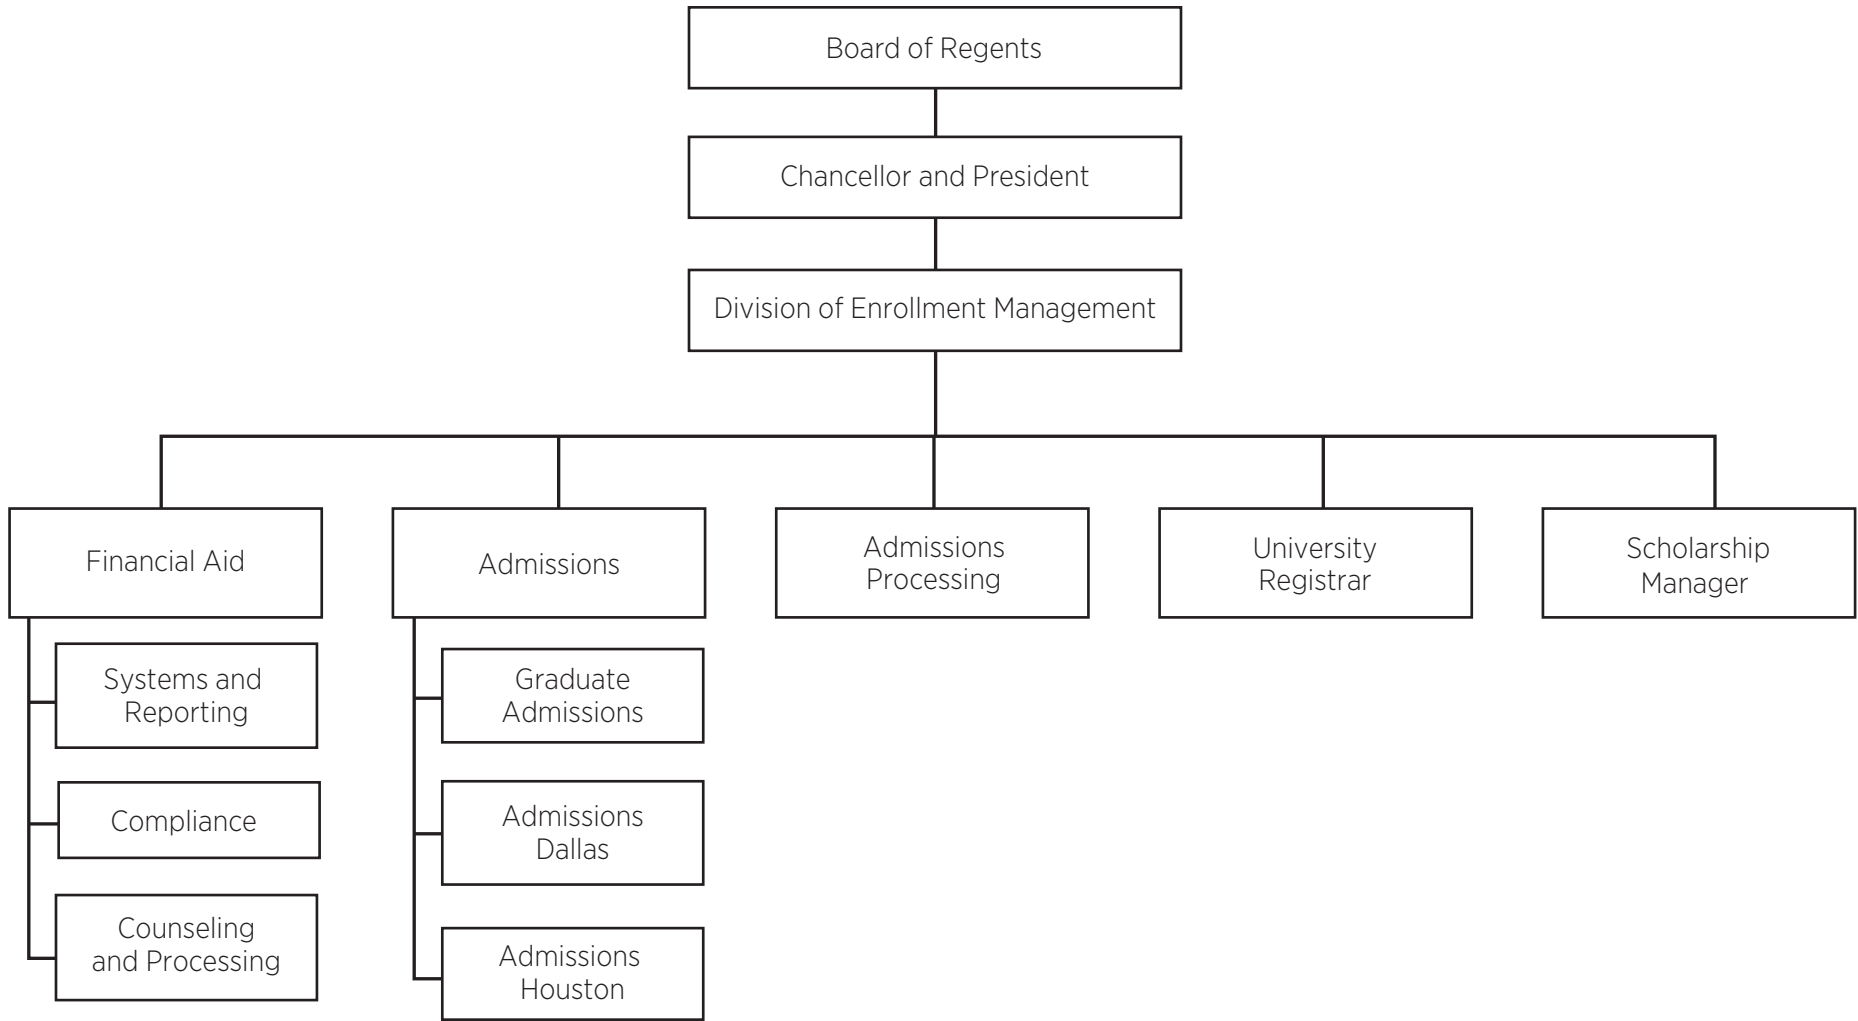 Board of Regents
Chancellor and President
Division of Enrollment Management
Financial Aid
Admissions
Admissions
Processing
University
Registrar
Scholarship
Manager
Systems and
Reporting
Compliance
Counseling
and Processing
Graduate
Admissions
Admissions
Dallas
Admissions
Houston